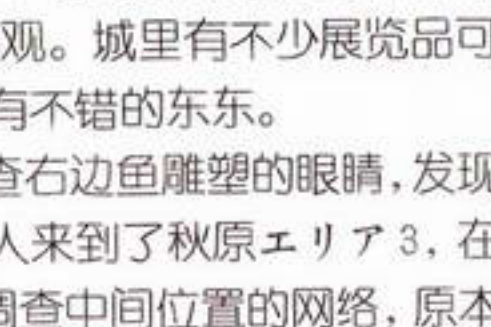 观。城里有不少展览品可
有不错的东东。
查右边鱼雕塑的眼睛,发现
人来到了秋原エリア3,在
周查中间位置的网络,原本